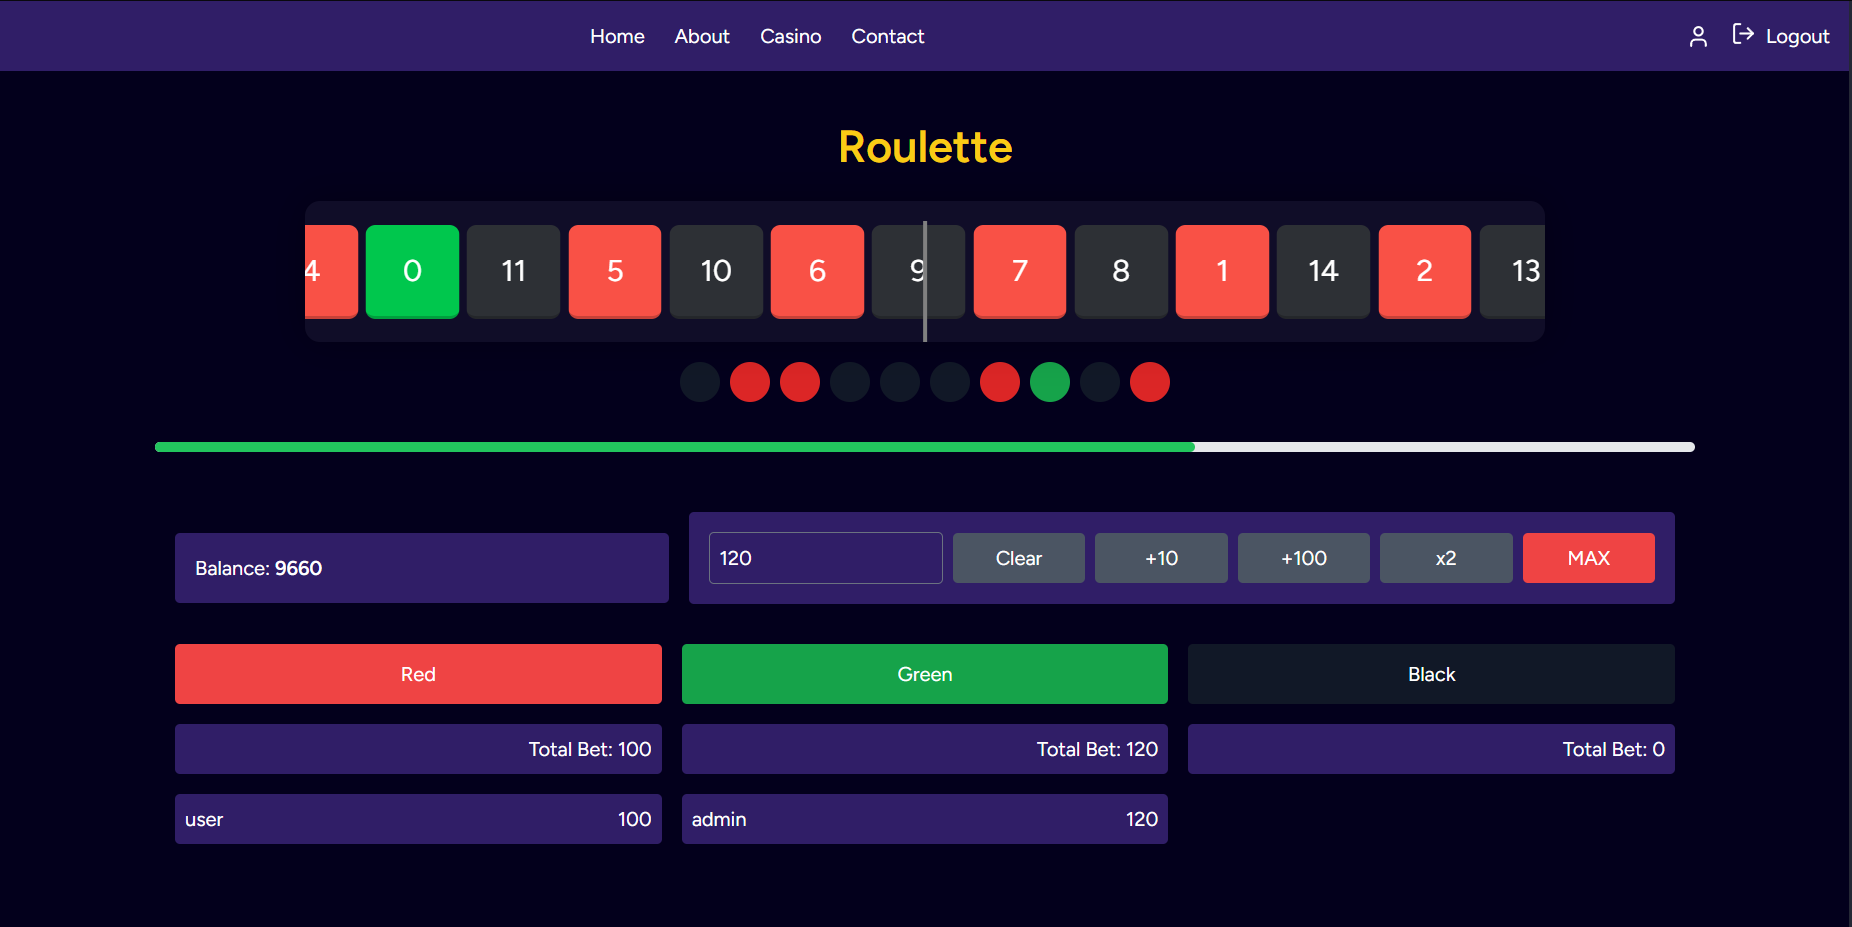 Home About Casino Contact Logout
Roulette
4 0 11 5 10 6 9 7 8 1 14 2 13
Balance: 9660
120 Clear +10 +100 x2 MAX
Red Green Black
Total Bet: 100 Total Bet: 120 Total Bet: 0
user 100 admin 120